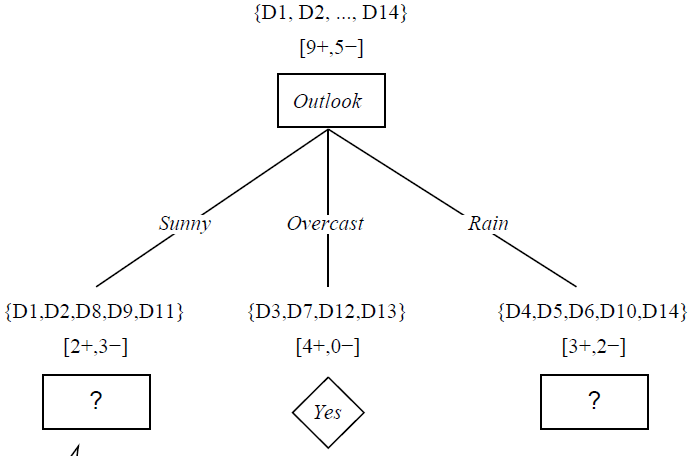 {D1, D2, ..., D14}
[9+,5−]
Outlook
Sunny Overcast Rain
{D1,D2,D8,D9,D11} {D3,D7,D12,D13} {D4,D5,D6,D10,D14}
[2+,3−] [4+,0−] [3+,2−]
? Yes ?